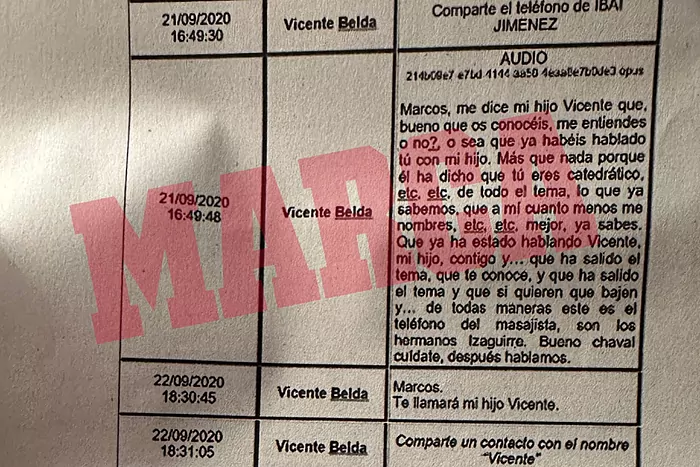 21/09/2020
16:49:30
Vicente Belda
Comparte el teléfono de IBAI
JIMENEZ
21/09/2020
16:49:48
Vicente Belda
AUDIO
opus
Marcos, me dice mi hijo Vicente que,
bueno que os conocéis, me entiendes
o no?, o sea que ya habéis hablado
tú con mi hijo. Más que nada porque
él ha dicho que tú eres catedrático,
etc, etc, de todo el tema, lo que ya
sabemos, que a mí cuanto menos me
nombres, etc, etc, mejor, ya sabes.
Que ya ha estado hablando Vicente,
mi hijo, contigo y... que ha salido el
tema, que te conoce, y que ha salido
el tema y que si quieren que bajen
y... de todas maneras este es el
teléfono del masajista, son los
hermanos Izaguirre. Bueno chaval
cuídate, después hablamos.
22/09/2020
18:30:45
Vicente Belda
Marcos.
Te llamará mi hijo Vicente.
22/09/2020
18:31:05
Vicente Belda
Comparte un contacto con el nombre
"Vicente"
MARCA